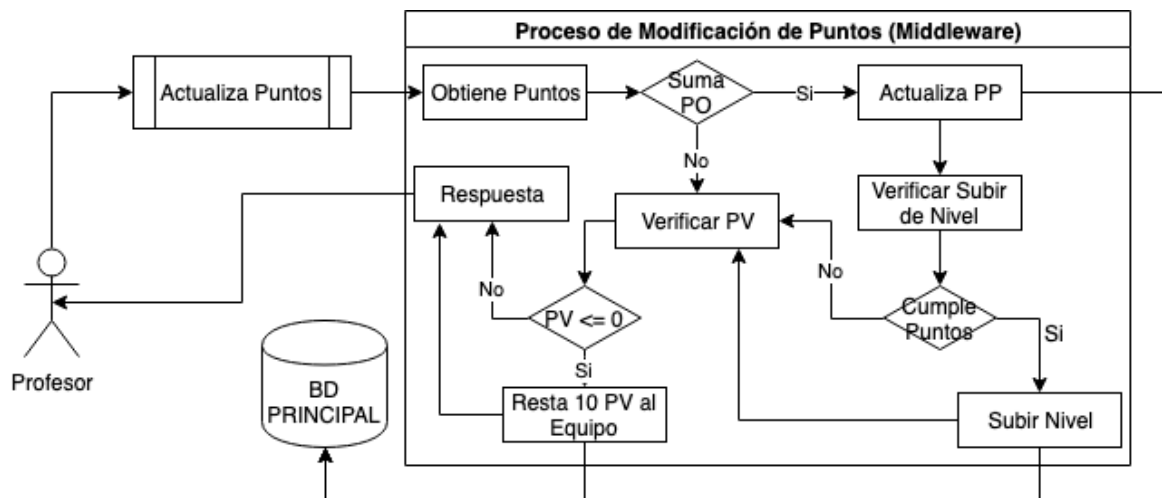 Proceso de Modificación de Puntos (Middleware)
Actualiza Puntos
Obtiene Puntos
Suma
PO
Si
Actualiza PP
No
Respuesta
Verificar PV
Verificar Subir
de Nivel
No
No
PV <= 0
Cumple
Puntos
Si
Si
Profesor
BD
PRINCIPAL
Resta 10 PV al
Equipo
Subir Nivel